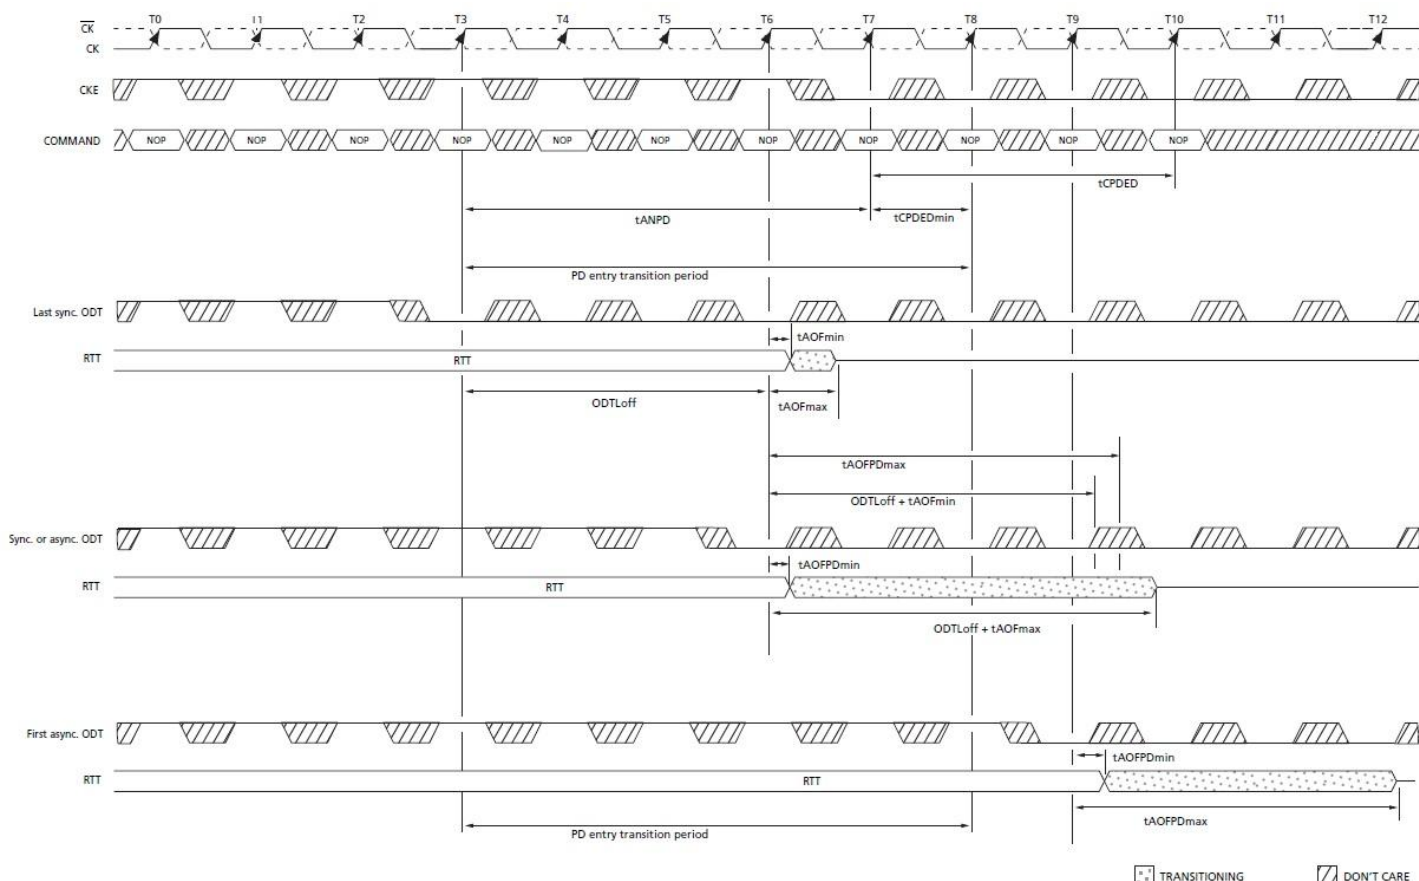 CK T0 T1 T2 T3 T4 T5 T6 T7 T8 T9 T10 T11 T12
CK
CKE
COMMAND NOP NOP NOP NOP NOP NOP NOP NOP NOP NOP NOP
tCPDED
tANPD tCPDEDmin
PD entry transition period
Last sync. ODT
tAOFmin
RTT RTT
ODTLoff tAOFmax
tAOFPDmax
ODTLoff + tAOFmin
Sync. or async. ODT
tAOFPDmin
RTT RTT
ODTLoff + tAOFmax
First async. ODT
tAOFPDmin
RTT RTT
tAOFPDmax
PD entry transition period
TRANSITIONING DON'T CARE